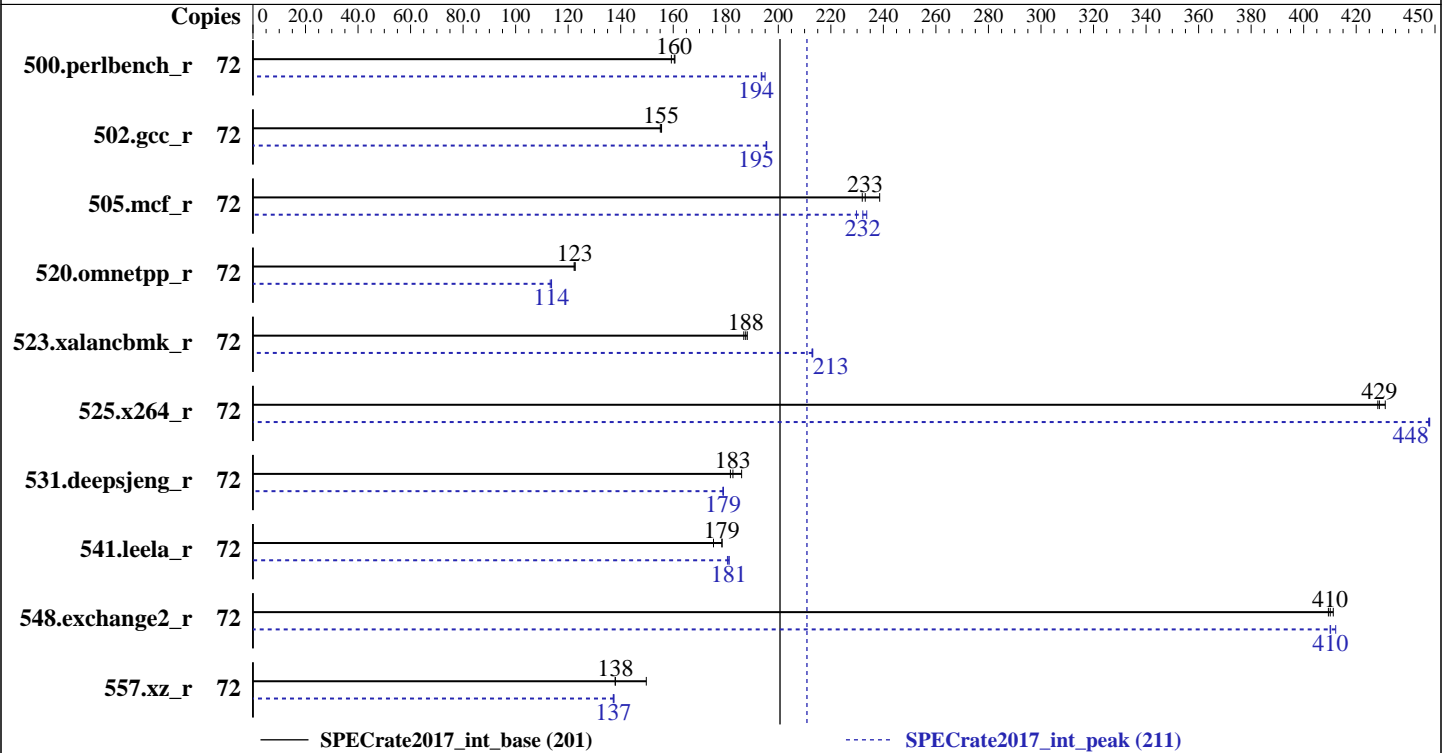 Copies 0 20.0 40.0 60.0 80.0 100 120 140 160 180 200 220 240 260 280 300 320 340 360 380 400 420 450
160
500.perlbench_r 72
194
155
502.gcc_r 72
195
233
505.mcf_r 72
232
123
520.omnetpp_r 72
114
188
523.xalancbmk_r 72
213
429
525.x264_r 72
448
183
531.deepsjeng_r 72
179
179
541.leela_r 72
181
410
548.exchange2_r 72
410
138
557.xz_r 72
137
SPECrate2017_int_base (201) SPECrate2017_int_peak (211)